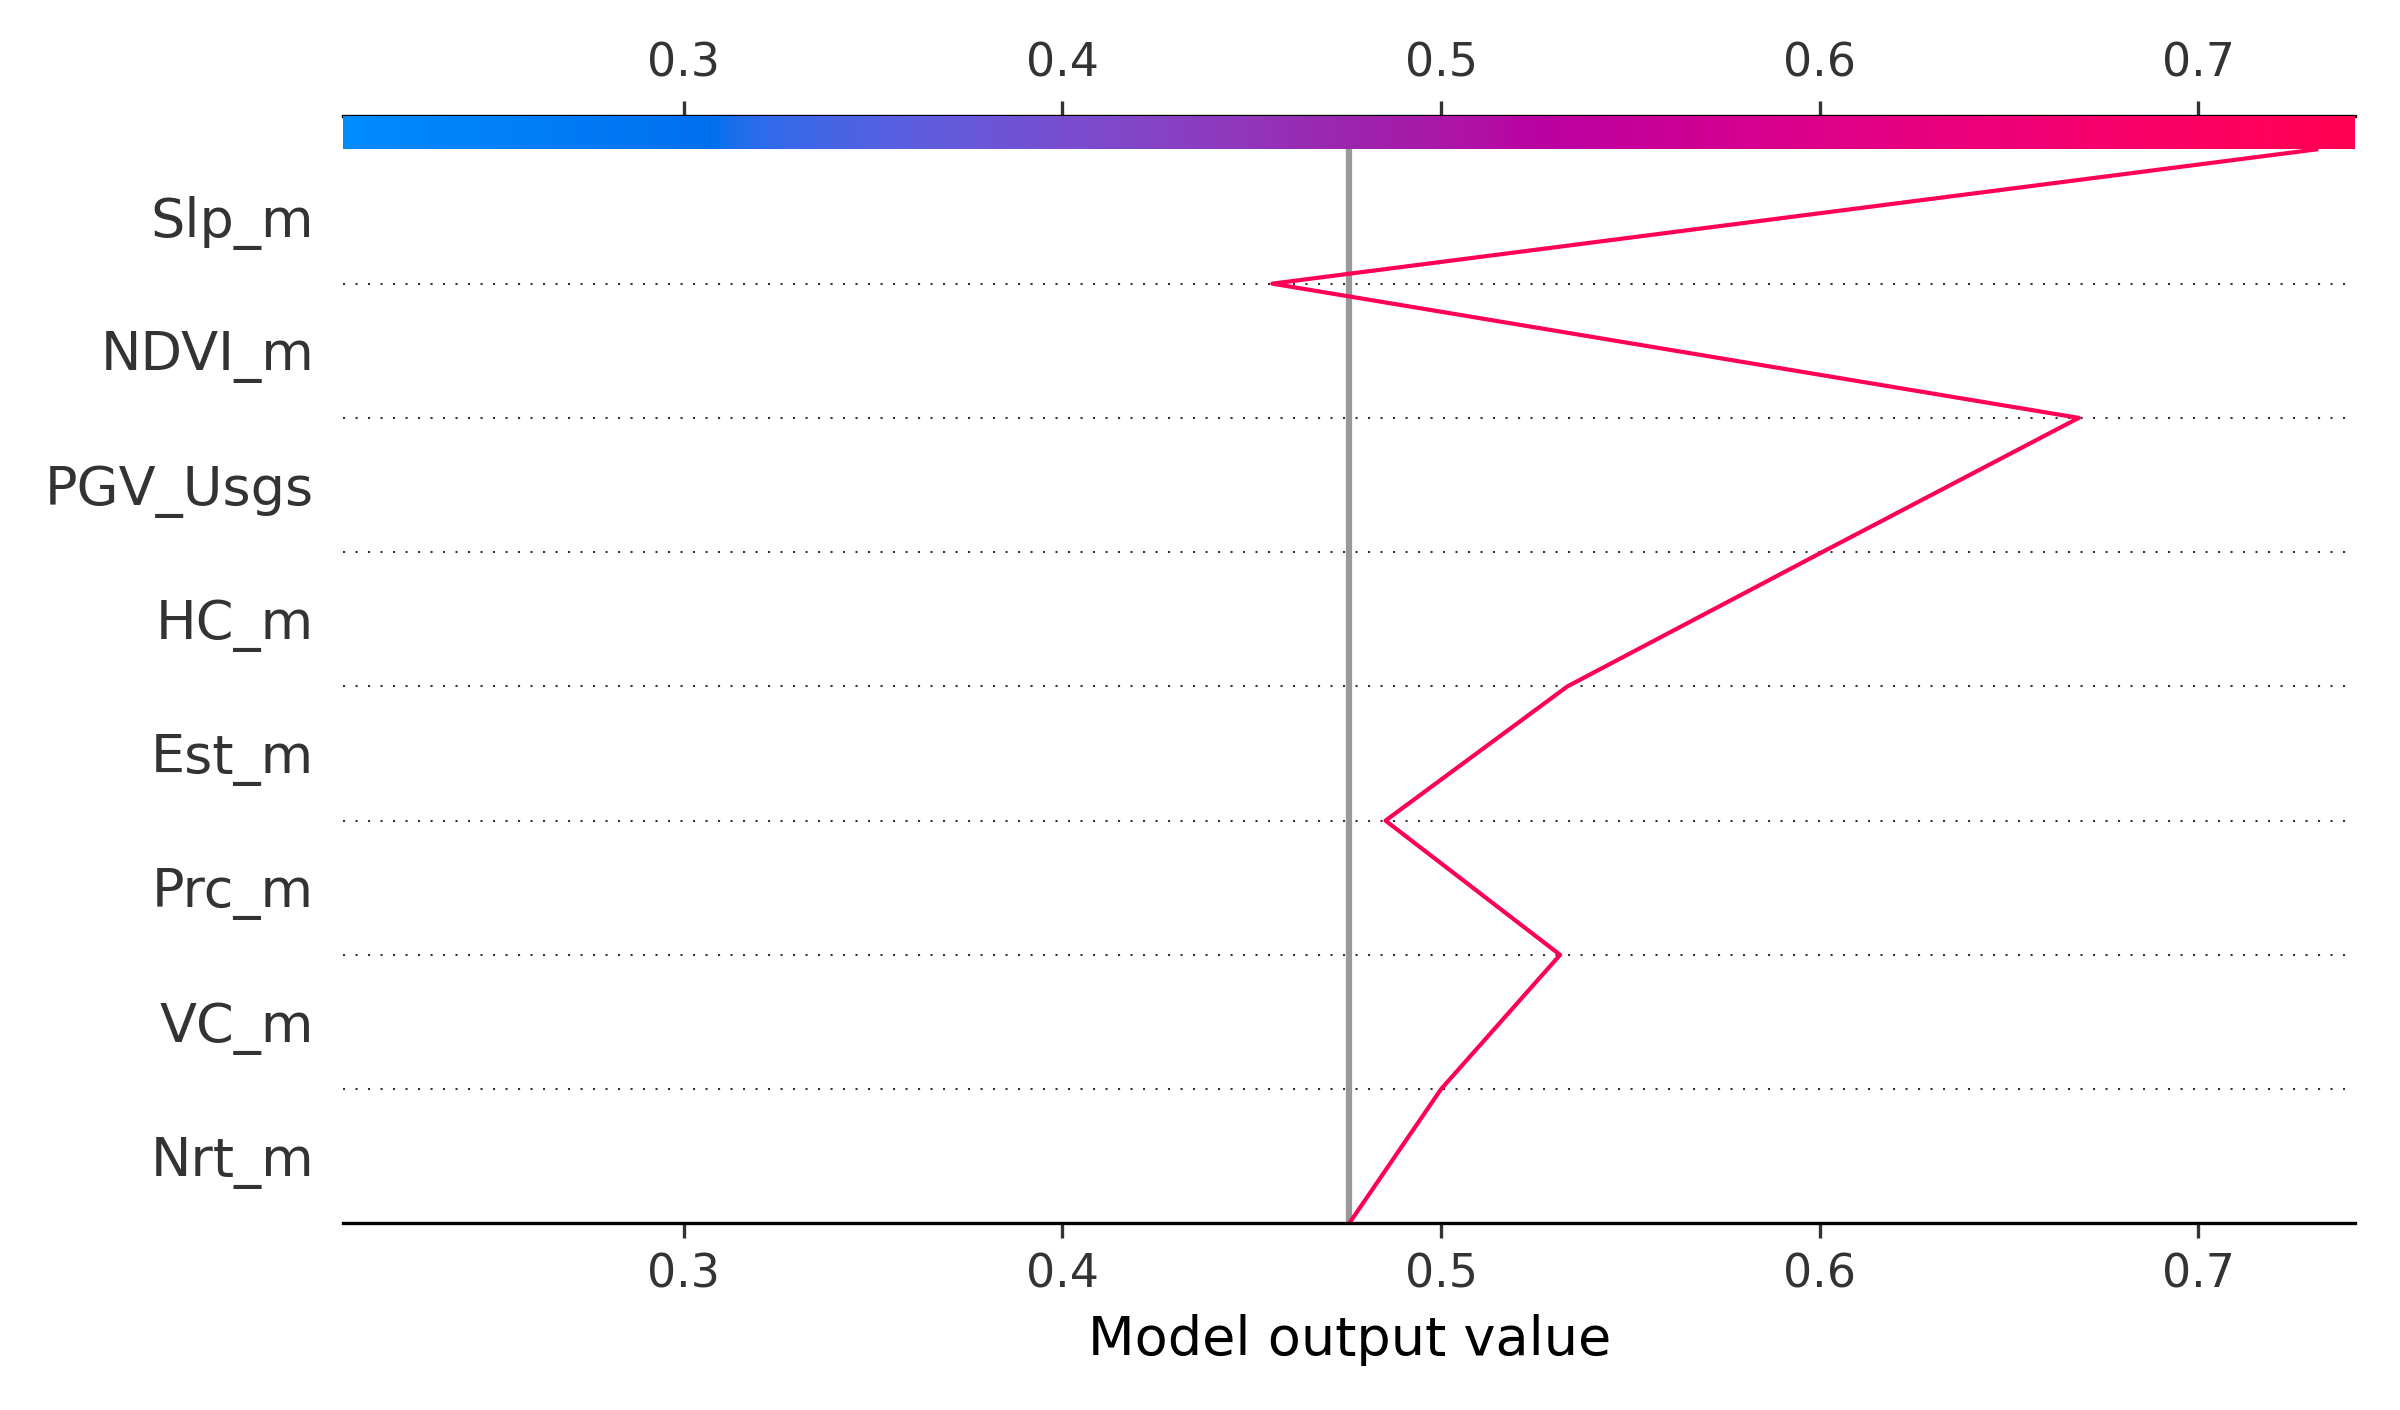 0.3 0.4 0.5 0.6 0.7
Slp_m
NDVI_m
PGV_Usgs
HC_m
Est_m
Prc_m
VC_m
Nrt_m
0.3 0.4 0.5 0.6 0.7
Model output value